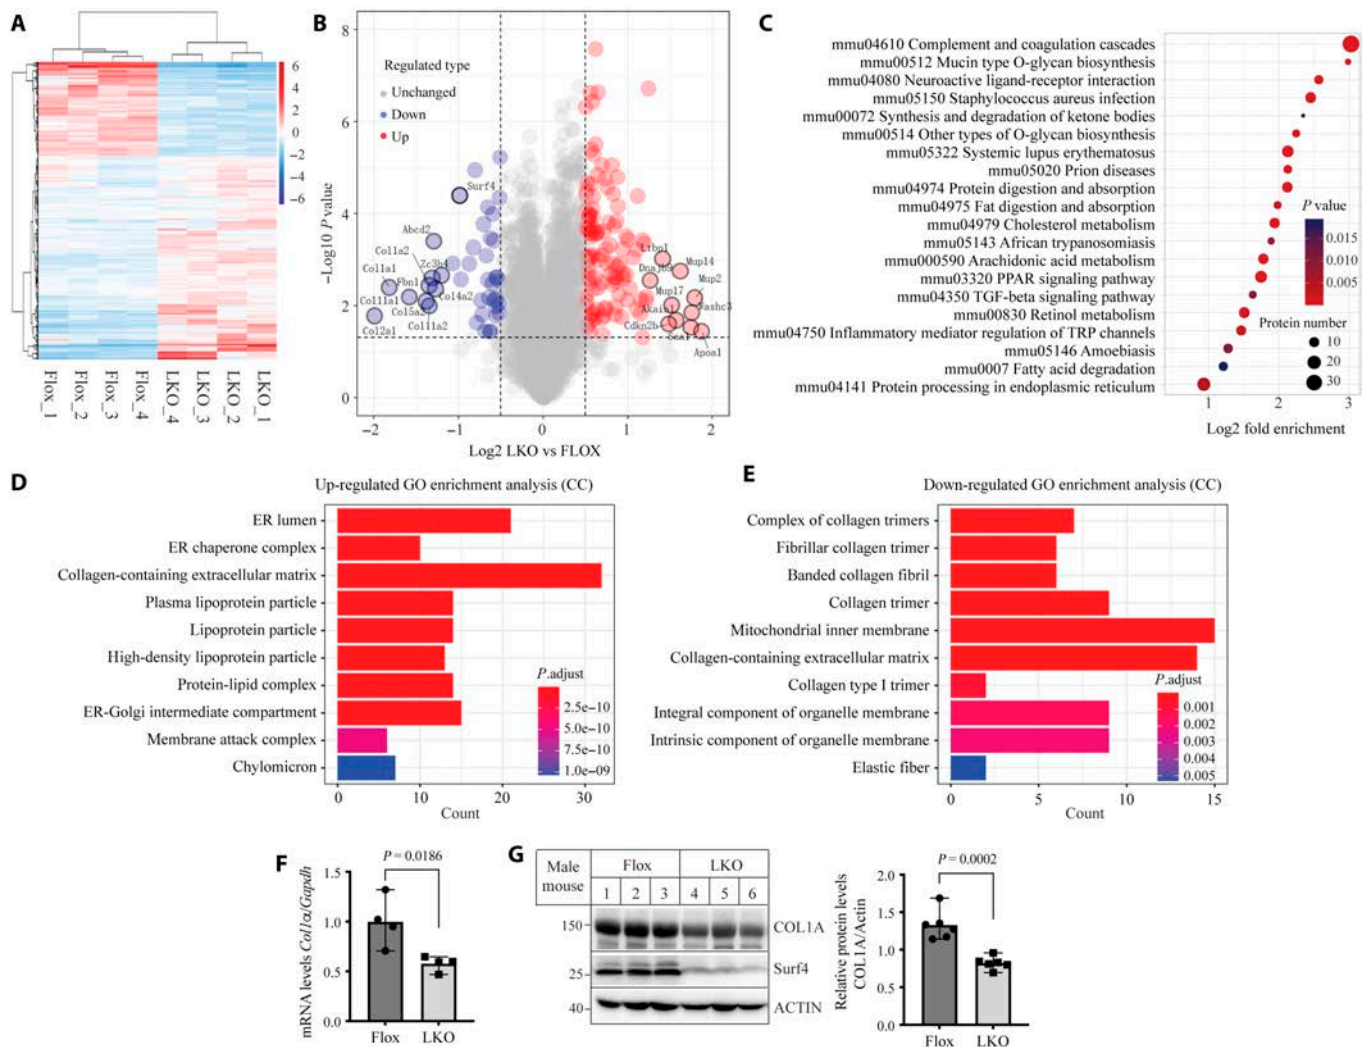 A
6
4
2
0
−2
−4
−6
Flox_1
Flox_2
Flox_3
Flox_4
LKO_4
LKO_3
LKO_2
LKO_1
B
−Log10 P value
8
6
4
2
0
Regulated type
Unchanged
Down
Up
Surf4
Abcd2
Col1a2
Zc3h4
Col1a1
Fbn1
Col11a1
Col4a2
Col5a2
Col2a1
Col11a2
Ltbp1
Mup14
Dnajb9
Mup2
Mup17
Cdkn2b
Apoa1
−2
−1
0
1
2
Log2 LKO vs FLOX
C
mmu04610 Complement and coagulation cascades
mmu00512 Mucin type O-glycan biosynthesis
mmu04080 Neuroactive ligand-receptor interaction
mmu05150 Staphylococcus aureus infection
mmu00072 Synthesis and degradation of ketone bodies
mmu00514 Other types of O-glycan biosynthesis
mmu05322 Systemic lupus erythematosus
mmu05020 Prion diseases
mmu04974 Protein digestion and absorption
mmu04975 Fat digestion and absorption
mmu04979 Cholesterol metabolism
mmu05143 African trypanosomiasis
mmu000590 Arachidonic acid metabolism
mmu03320 PPAR signaling pathway
mmu04350 TGF-beta signaling pathway
mmu00830 Retinol metabolism
mmu04750 Inflammatory mediator regulation of TRP channels
mmu05146 Amoebiasis
mmu0007 Fatty acid degradation
mmu04141 Protein processing in endoplasmic reticulum
P value
0.015
0.010
0.005
Protein number
10
20
30
1
2
3
Log2 fold enrichment
D
Up-regulated GO enrichment analysis (CC)
ER lumen
ER chaperone complex
Collagen-containing extracellular matrix
Plasma lipoprotein particle
Lipoprotein particle
High-density lipoprotein particle
Protein-lipid complex
ER-Golgi intermediate compartment
Membrane attack complex
Chylomicron
P.adjust
2.5e−10
5.0e−10
7.5e−10
1.0e−09
0
10
20
30
Count
E
Down-regulated GO enrichment analysis (CC)
Complex of collagen trimers
Fibrillar collagen trimer
Banded collagen fibril
Collagen trimer
Mitochondrial inner membrane
Collagen-containing extracellular matrix
Collagen type I trimer
Integral component of organelle membrane
Intrinsic component of organelle membrane
Elastic fiber
P.adjust
0.001
0.002
0.003
0.004
0.005
0
5
10
15
Count
F
mRNA levels Col1α/Gapdh
P = 0.0186
1.5
1.0
0.5
0.0
Flox
LKO
G
Male mouse
Flox
LKO
1
2
3
4
5
6
150
COL1A
25
Surf4
40
ACTIN
Relative protein levels
COL1A/Actin
P = 0.0002
2.0
1.5
1.0
0.5
0.0
Flox
LKO